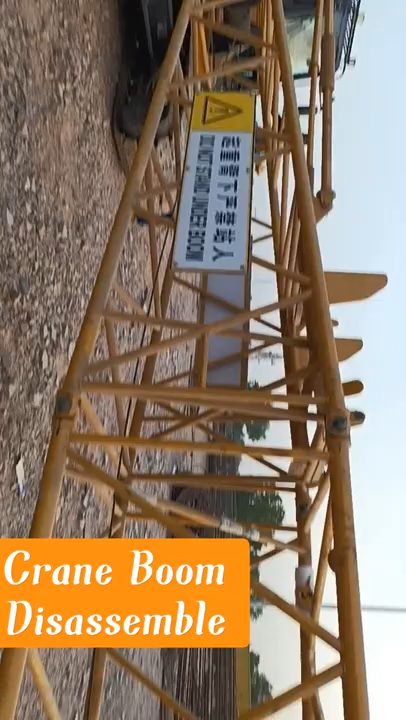 起重臂下严禁站人
DO NOT STAND UNDER BOOM
Crane Boom
Disassemble